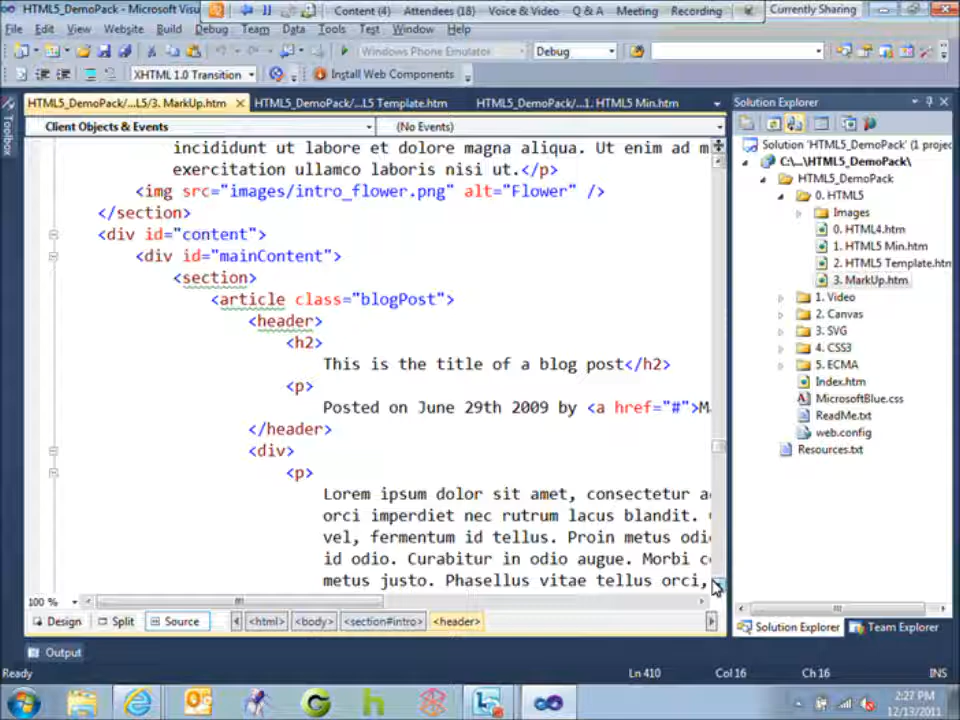 HTML5_DemoPack - Microsoft Visu
Content (4) Attendees (18) Voice & Video Q & A Meeting Recording Currently Sharing
File Edit View Website Build Debug Team Data Tools Test Window Help
Windows Phone Emulator Debug
XHTML 1.0 Transition Install Web Components
HTML5_DemoPack/...L5/3. MarkUp.htm HTML5_DemoPack/...L5 Template.htm HTML5_DemoPack/...1. HTML5 Min.htm
Toolbox
Client Objects & Events (No Events)
incididunt ut labore et dolore magna aliqua. Ut enim ad m
exercitation ullamco laboris nisi ut.</p>
<img src="images/intro_flower.png" alt="Flower" />
</section>
<div id="content">
<div id="mainContent">
<section>
<article class="blogPost">
<header>
<h2>
This is the title of a blog post</h2>
<p>
Posted on June 29th 2009 by <a href="#">M
</header>
<div>
<p>
Lorem ipsum dolor sit amet, consectetur a
orci imperdiet nec rutrum lacus blandit.
vel, fermentum id tellus. Proin metus odi
id odio. Curabitur in odio augue. Morbi c
metus justo. Phasellus vitae tellus orci,
100 %
Design Split Source <html> <body> <section#intro> <header>
Solution Explorer
Solution 'HTML5_DemoPack' (1 projec
C:\...\HTML5_DemoPack\
HTML5_DemoPack
0. HTML5
Images
0. HTML4.htm
1. HTML5 Min.htm
2. HTML5 Template.htm
3. MarkUp.htm
1. Video
2. Canvas
3. SVG
4. CSS3
5. ECMA
Index.htm
MicrosoftBlue.css
ReadMe.txt
web.config
Resources.txt
Solution Explorer Team Explorer
Output
Ready Ln 410 Col 16 Ch 16 INS
2:27 PM
12/13/2011